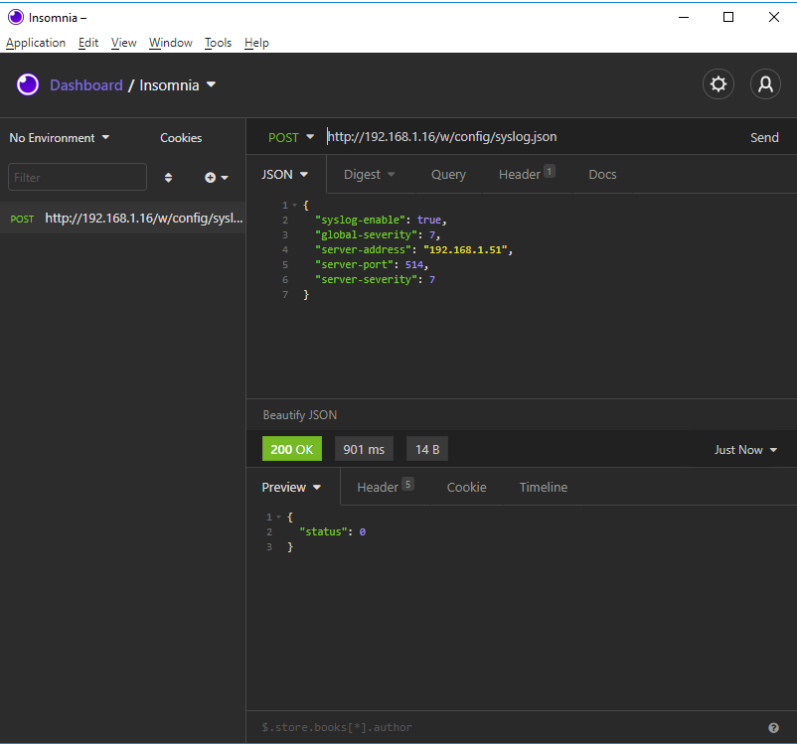 Insomnia –
Application Edit View Window Tools Help
Dashboard / Insomnia
No Environment Cookies
POST http://192.168.1.16/w/config/syslog.json Send
Filter
JSON Digest Query Header 1 Docs
POST http://192.168.1.16/w/config/sysl...
1 {
2 "syslog-enable": true,
3 "global-severity": 7,
4 "server-address": "192.168.1.51",
5 "server-port": 514,
6 "server-severity": 7
7 }
Beautify JSON
200 OK 901 ms 14 B Just Now
Preview Header 5 Cookie Timeline
1 {
2 "status": 0
3 }
$.store.books[*].author